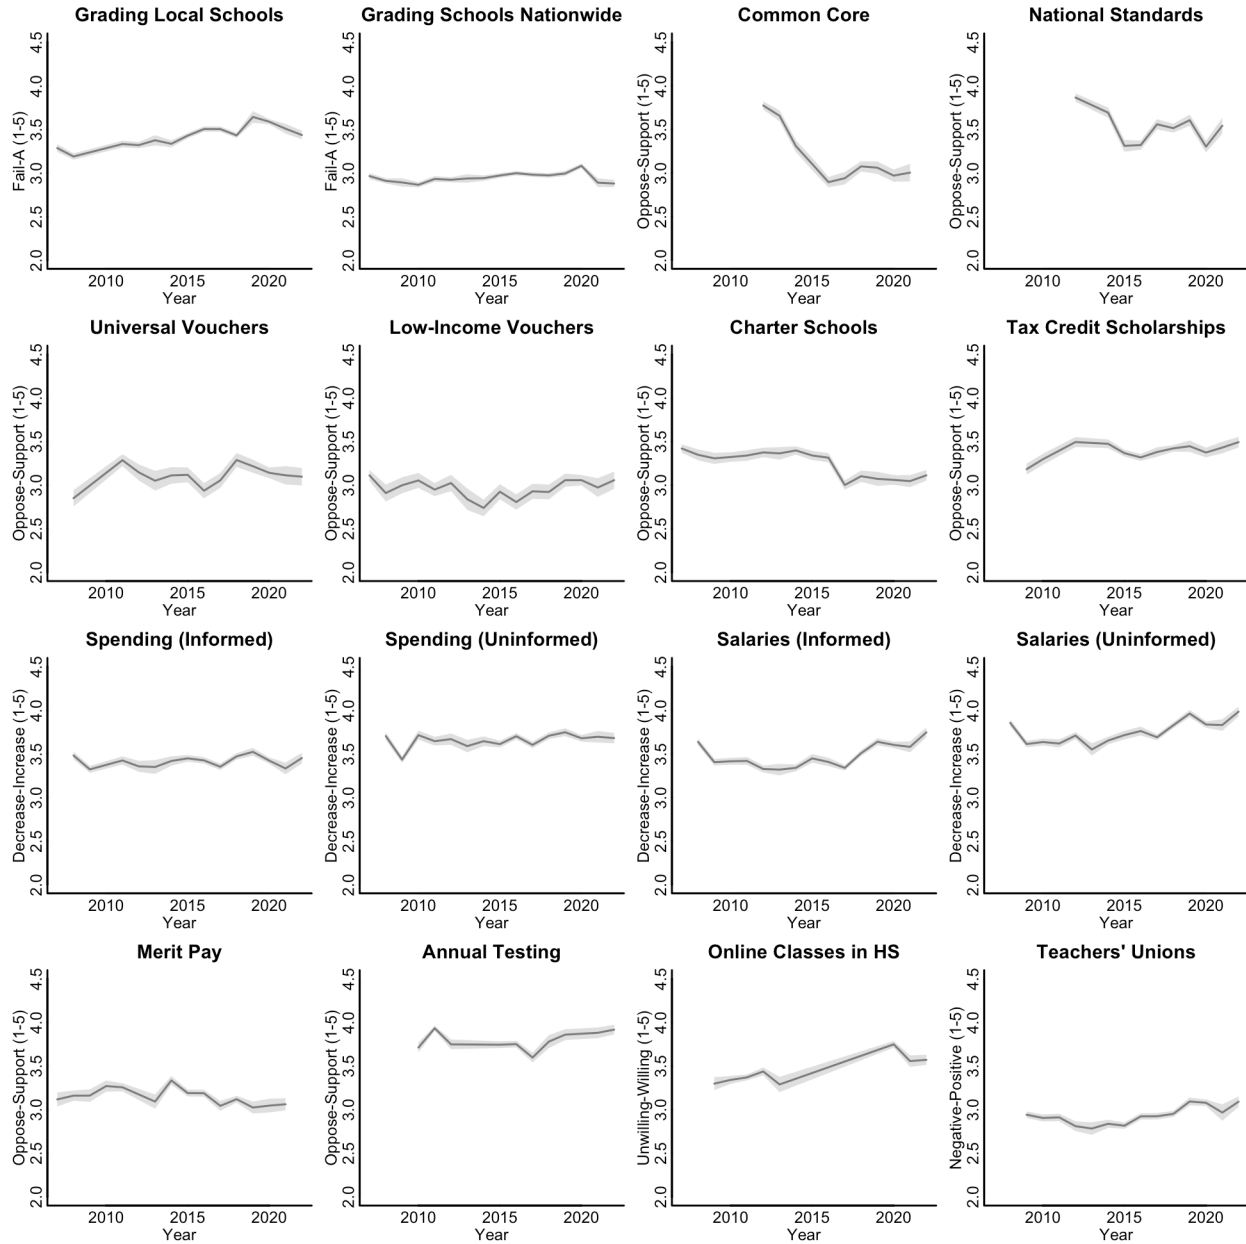 Grading Local Schools
Fail-A (1-5)
4.5
4.0
3.5
3.0
2.5
2.0
2010 2015 2020
Year
Grading Schools Nationwide
Fail-A (1-5)
4.5
4.0
3.5
3.0
2.5
2.0
2010 2015 2020
Year
Common Core
Oppose-Support (1-5)
4.5
4.0
3.5
3.0
2.5
2.0
2010 2015 2020
Year
National Standards
Oppose-Support (1-5)
4.5
4.0
3.5
3.0
2.5
2.0
2010 2015 2020
Year
Universal Vouchers
Oppose-Support (1-5)
4.5
4.0
3.5
3.0
2.5
2.0
2010 2015 2020
Year
Low-Income Vouchers
Oppose-Support (1-5)
4.5
4.0
3.5
3.0
2.5
2.0
2010 2015 2020
Year
Charter Schools
Oppose-Support (1-5)
4.5
4.0
3.5
3.0
2.5
2.0
2010 2015 2020
Year
Tax Credit Scholarships
Oppose-Support (1-5)
4.5
4.0
3.5
3.0
2.5
2.0
2010 2015 2020
Year
Spending (Informed)
Decrease-Increase (1-5)
4.5
4.0
3.5
3.0
2.5
2.0
2010 2015 2020
Year
Spending (Uninformed)
Decrease-Increase (1-5)
4.5
4.0
3.5
3.0
2.5
2.0
2010 2015 2020
Year
Salaries (Informed)
Decrease-Increase (1-5)
4.5
4.0
3.5
3.0
2.5
2.0
2010 2015 2020
Year
Salaries (Uninformed)
Decrease-Increase (1-5)
4.5
4.0
3.5
3.0
2.5
2.0
2010 2015 2020
Year
Merit Pay
Oppose-Support (1-5)
4.5
4.0
3.5
3.0
2.5
2.0
2010 2015 2020
Year
Annual Testing
Oppose-Support (1-5)
4.5
4.0
3.5
3.0
2.5
2.0
2010 2015 2020
Year
Online Classes in HS
Unwilling-Willing (1-5)
4.5
4.0
3.5
3.0
2.5
2.0
2010 2015 2020
Year
Teachers' Unions
Negative-Positive (1-5)
4.5
4.0
3.5
3.0
2.5
2.0
2010 2015 2020
Year